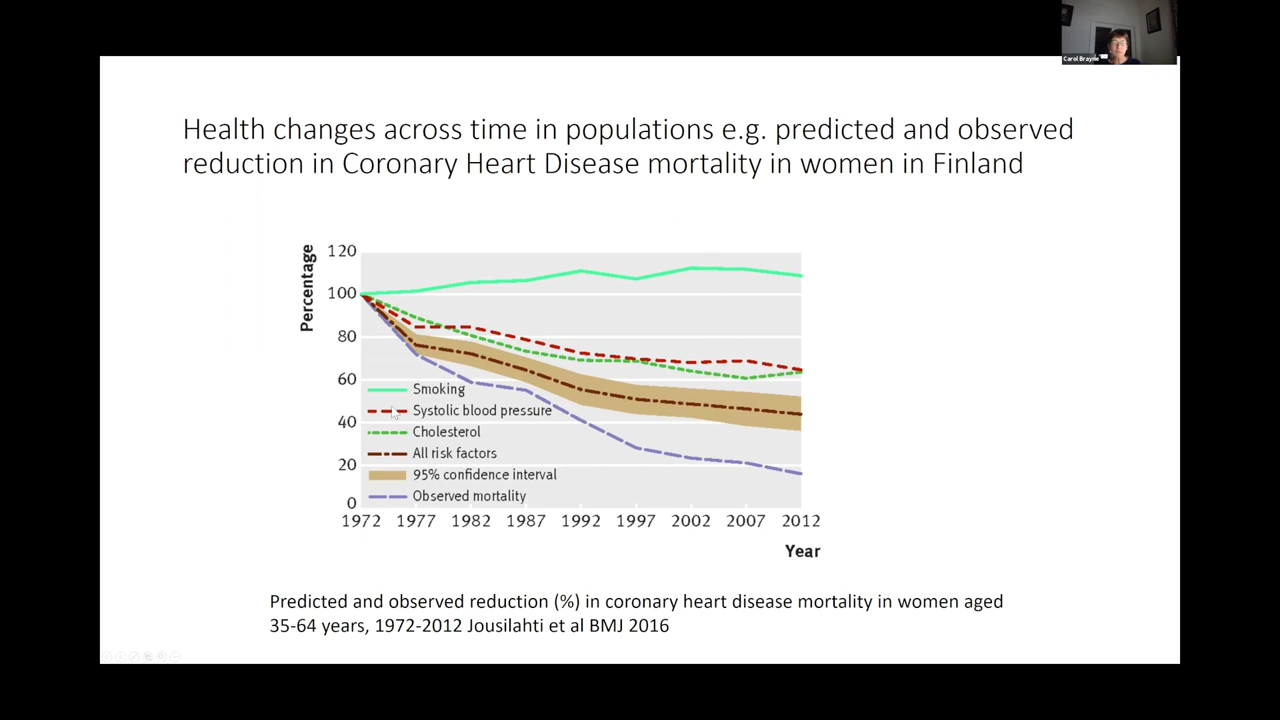 Carol Brayne
Health changes across time in populations e.g. predicted and observed
reduction in Coronary Heart Disease mortality in women in Finland
Percentage
120
100
80
60
40
20
0
Smoking
Systolic blood pressure
Cholesterol
All risk factors
95% confidence interval
Observed mortality
1972 1977 1982 1987 1992 1997 2002 2007 2012
Year
Predicted and observed reduction (%) in coronary heart disease mortality in women aged
35-64 years, 1972-2012 Jousilahti et al BMJ 2016